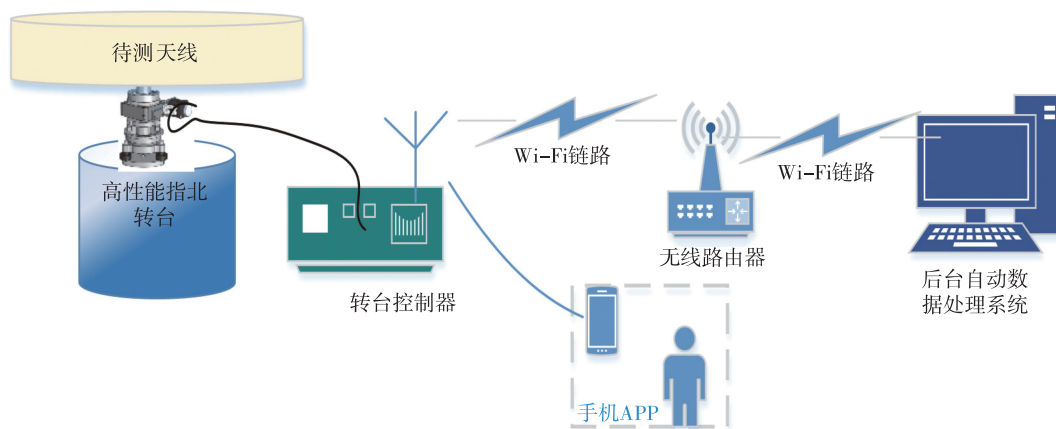 待测天线
高性能指北
转台
转台控制器
Wi-Fi链路
无线路由器
Wi-Fi链路
后台自动数
据处理系统
手机APP